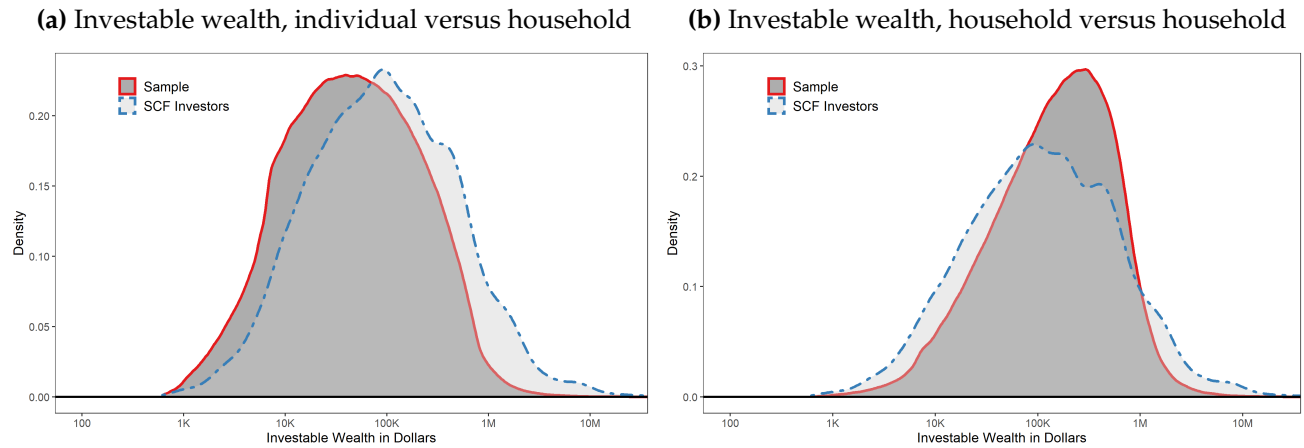 (a) Investable wealth, individual versus household
Sample
SCF Investors
0.20
0.15
0.10
0.05
0.00
Density
100
1K
10K
100K
1M
10M
Investable Wealth in Dollars
(b) Investable wealth, household versus household
Sample
SCF Investors
0.3
0.2
0.1
0.0
Density
100
1K
10K
100K
1M
10M
Investable Wealth in Dollars